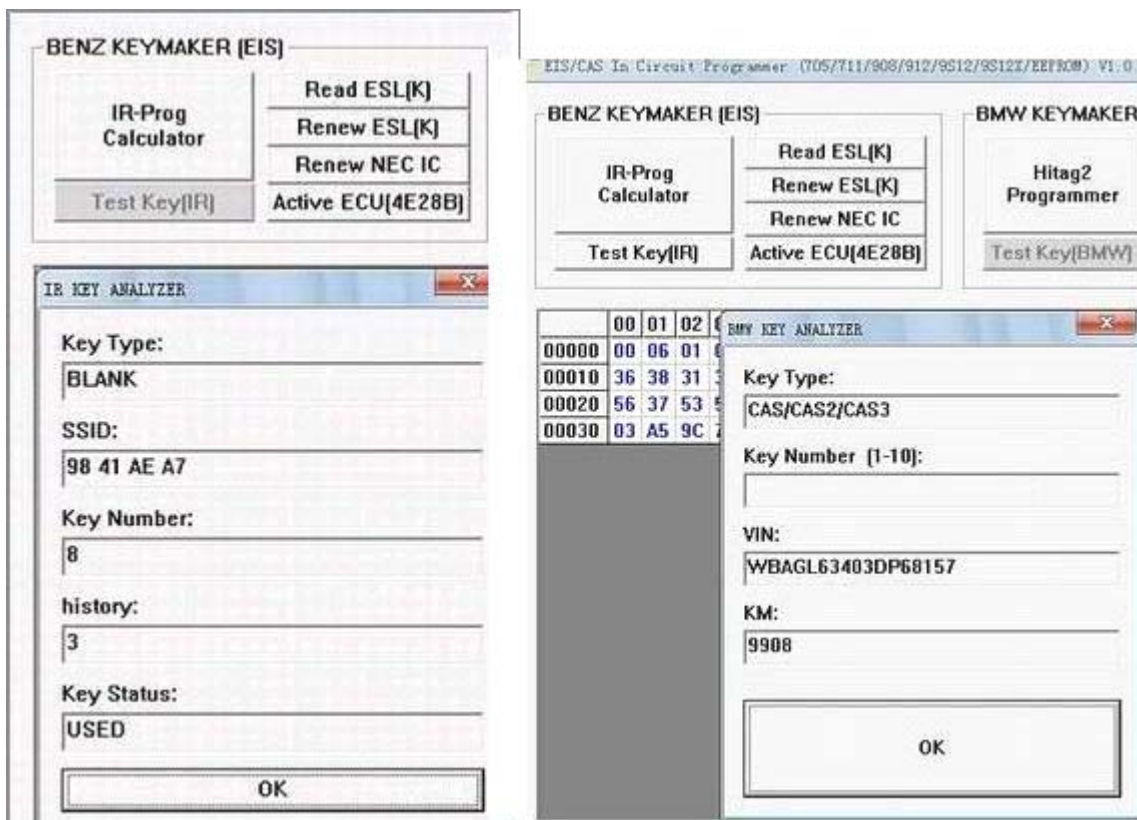 BENZ KEYMAKER (EIS)
IR-Prog
Calculator
Read ESL(K)
Renew ESL(K)
Renew NEC IC
Test Key(IR)
Active ECU(4E28B)
IR KEY ANALYZER
Key Type:
BLANK
SSID:
98 41 AE A7
Key Number:
8
history:
3
Key Status:
USED
OK
EIS/CAS In Circuit Programmer (705/711/908/912/9S12/9S12X/EEPROM) V1.0
BENZ KEYMAKER (EIS)
IR-Prog
Calculator
Read ESL(K)
Renew ESL(K)
Renew NEC IC
Test Key(IR)
Active ECU(4E28B)
BMW KEYMAKER
Hitag2
Programmer
Test Key(BMW)
00 01 02
00000 00 06 01
00010 36 38 31
00020 56 37 53
00030 03 A5 9C
BMW KEY ANALYZER
Key Type:
CAS/CAS2/CAS3
Key Number (1-10):
VIN:
WBAGL63403DP68157
KM:
9908
OK